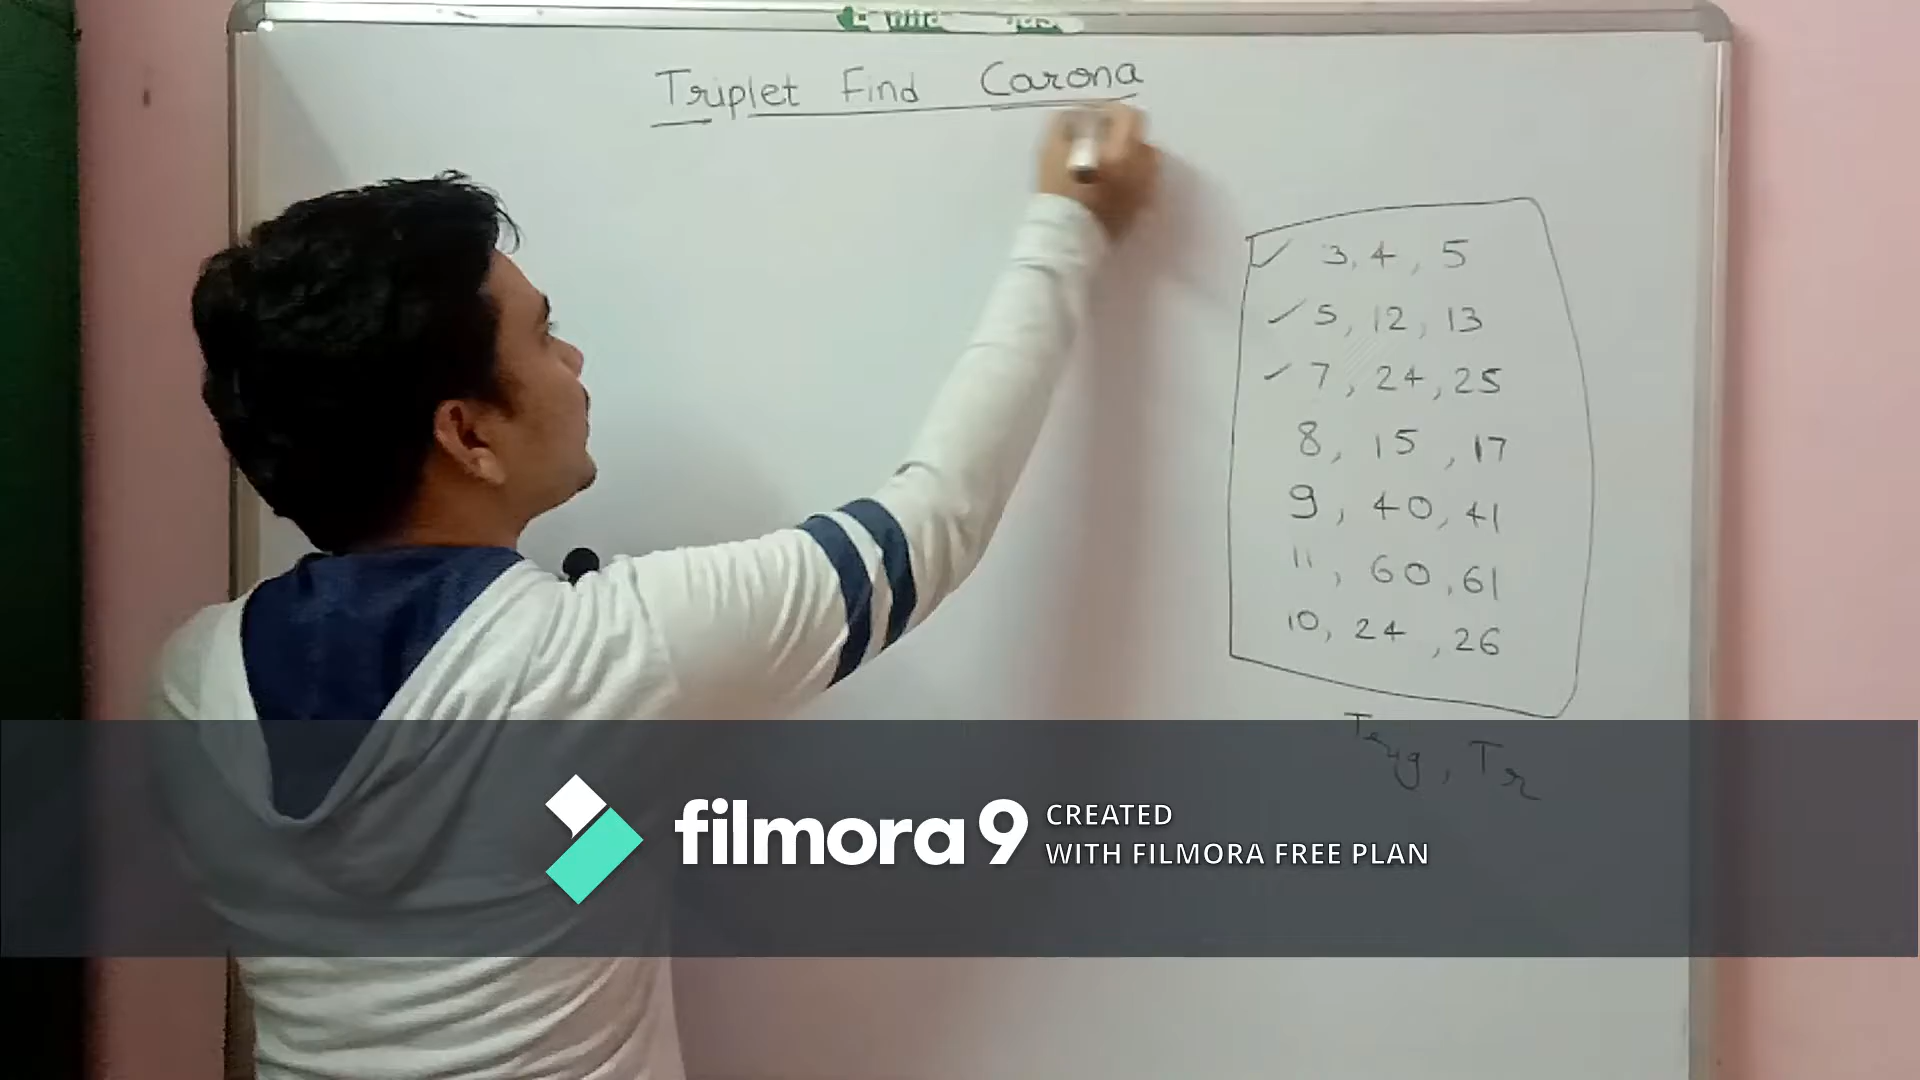 Triplet Find Carona
✓ 3, 4, 5
✓ 5, 12, 13
✓ 7, 24, 25
8, 15, 17
9, 40, 41
11, 60, 61
10, 24, 26
filmora 9
CREATED
WITH FILMORA FREE PLAN